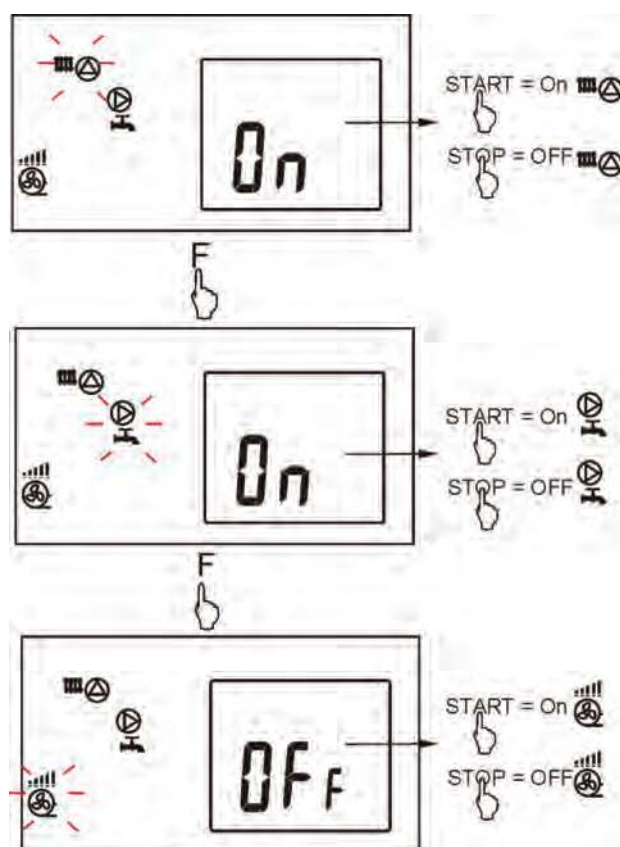 On
START = On
STOP = OFF
F
On
START = On
STOP = OFF
F
OFF
START = On
STOP = OFF